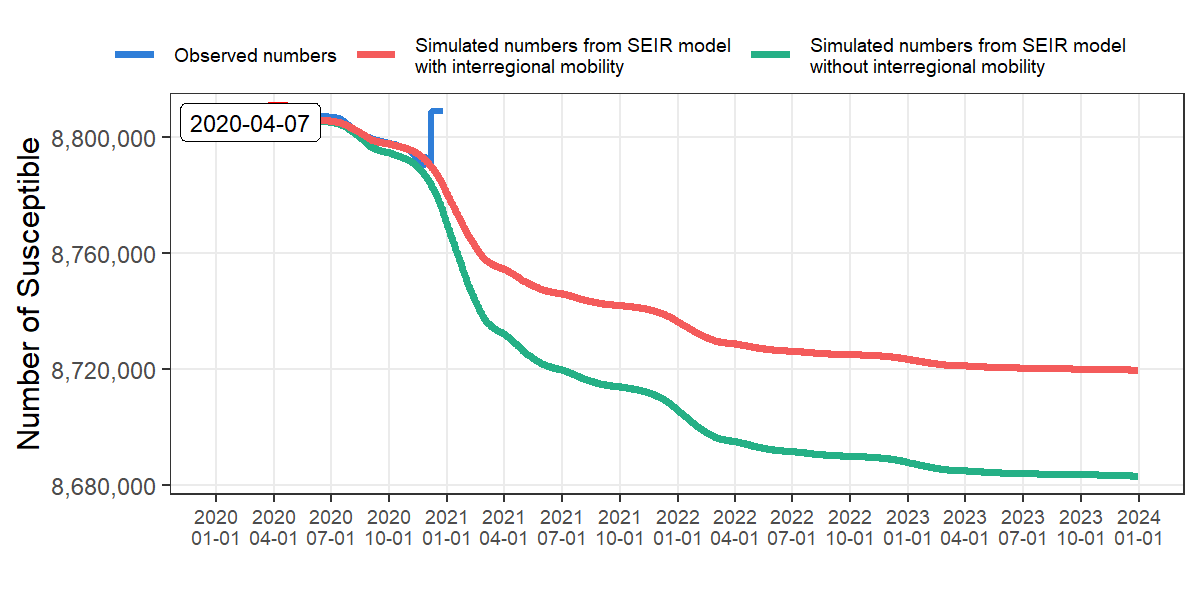 Observed numbers
Simulated numbers from SEIR model
with interregional mobility
Simulated numbers from SEIR model
without interregional mobility
2020-04-07
Number of Susceptible
8,800,000
8,760,000
8,720,000
8,680,000
2020 2020 2020 2020 2021 2021 2021 2021 2022 2022 2022 2022 2023 2023 2023 2023 2024
01-01 04-01 07-01 10-01 01-01 04-01 07-01 10-01 01-01 04-01 07-01 10-01 01-01 04-01 07-01 10-01 01-01